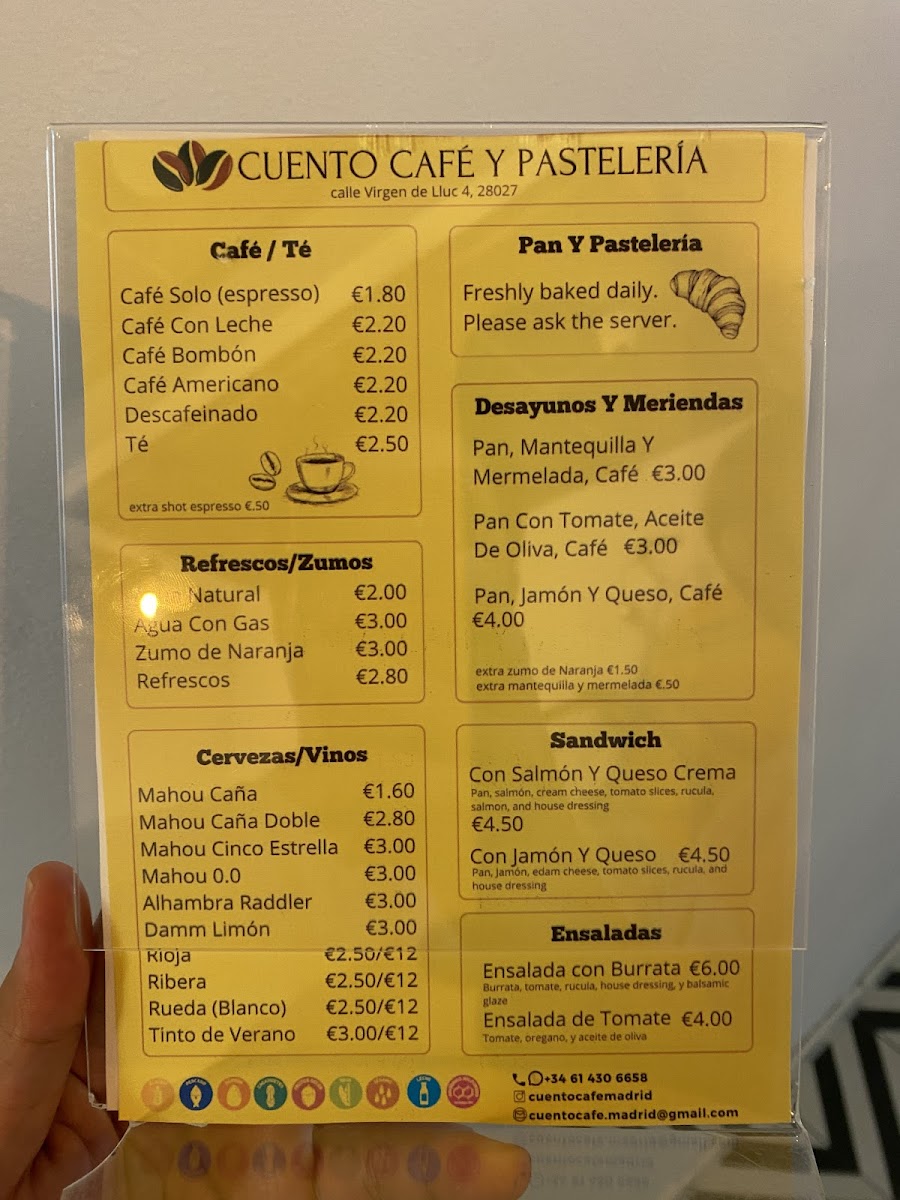 CUENTO CAFÉ Y PASTELERÍA
calle Virgen de Lluc 4, 28027
Café / Té
Café Solo (espresso) €1.80
Café Con Leche €2.20
Café Bombón €2.20
Café Americano €2.20
Descafeinado €2.20
Té €2.50
extra shot espresso €.50
Refrescos/Zumos
Natural €2.00
Agua Con Gas €3.00
Zumo de Naranja €3.00
Refrescos €2.80
Cervezas/Vinos
Mahou Caña €1.60
Mahou Caña Doble €2.80
Mahou Cinco Estrella €3.00
Mahou 0.0 €3.00
Alhambra Raddler €3.00
Damm Limón €3.00
Rioja €2.50/€12
Ribera €2.50/€12
Rueda (Blanco) €2.50/€12
Tinto de Verano €3.00/€12
Pan Y Pastelería
Freshly baked daily.
Please ask the server.
Desayunos Y Meriendas
Pan, Mantequilla Y
Mermelada, Café €3.00
Pan Con Tomate, Aceite
De Oliva, Café €3.00
Pan, Jamón Y Queso, Café
€4.00
extra zumo de Naranja €1.50
extra mantequilla y mermelada €.50
Sandwich
Con Salmón Y Queso Crema
Pan, salmón, cream cheese, tomato slices, rucula,
salmon, and house dressing
€4.50
Con Jamón Y Queso €4.50
Pan, Jamón, edam cheese, tomato slices, rucula, and
house dressing
Ensaladas
Ensalada con Burrata €6.00
Burrata, tomate, rucula, house dressing, y balsamic
glaze
Ensalada de Tomate €4.00
Tomate, oregano, y aceite de oliva
+34 61 430 6658
cuentocafemadrid
cuentocafe.madrid@gmail.com